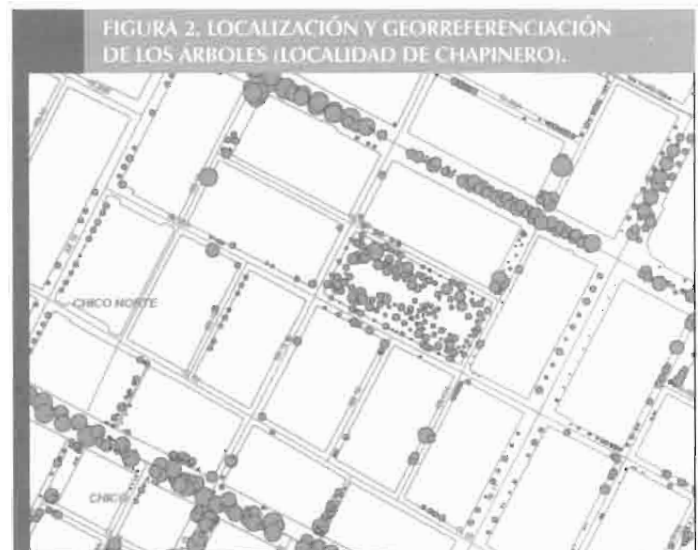 FIGURA 2. LOCALIZACIÓN Y GEORREFERENCIACIÓN
DE LOS ÁRBOLES (LOCALIDAD DE CHAPINERO).
CHICO NORTE
CHICO